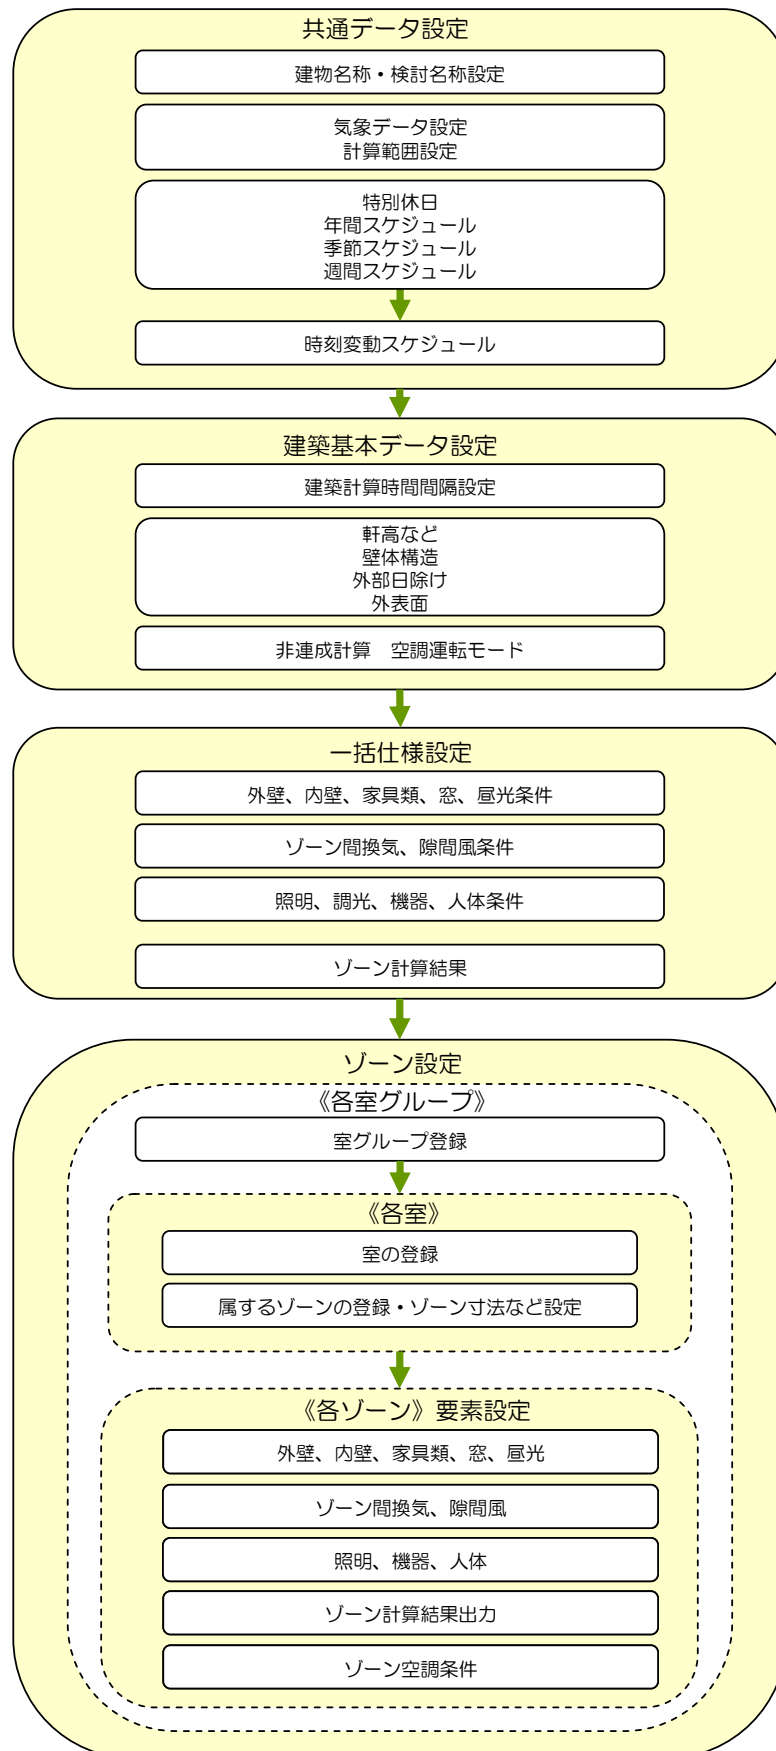 共通データ設定
建物名称・検討名称設定
気象データ設定
計算範囲設定
特別休日
年間スケジュール
季節スケジュール
週間スケジュール
時刻変動スケジュール
建築基本データ設定
建築計算時間間隔設定
軒高など
壁体構造
外部日除け
外表面
非連成計算　空調運転モード
一括仕様設定
外壁、内壁、家具類、窓、昼光条件
ゾーン間換気、隙間風条件
照明、調光、機器、人体条件
ゾーン計算結果
ゾーン設定
《各室グループ》
室グループ登録
《各室》
室の登録
属するゾーンの登録・ゾーン寸法など設定
《各ゾーン》要素設定
外壁、内壁、家具類、窓、昼光
ゾーン間換気、隙間風
照明、機器、人体
ゾーン計算結果出力
ゾーン空調条件